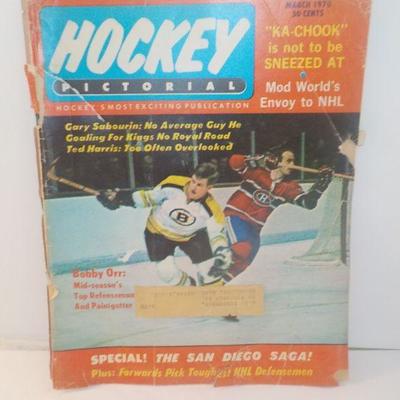 MARCH 1970
50 CENTS
HOCKEY
PICTORIAL
HOCKEY'S MOST EXCITING PUBLICATION
"KA-CHOOK"
is not to be
SNEEZED AT
Mod World's
Envoy to NHL
Gary Sabourin: No Average Guy He
Goaling For Kings No Royal Road
Ted Harris: Too Often Overlooked
B
Bobby Orr:
Mid-season's
Top Defenseman
And Pointgetter
SPECIAL! THE SAN DIEGO SAGA!
Plus: Forwards Pick Toughest NHL Defensemen